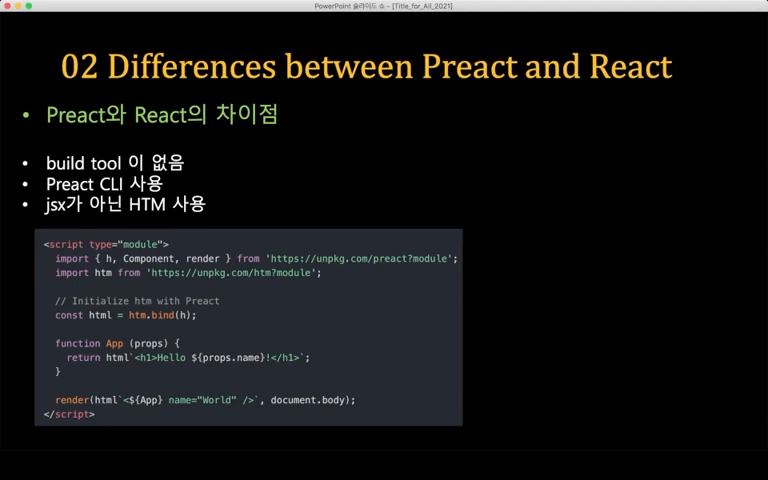 PowerPoint 슬라이드 쇼 - [Title_for_All_2021]
02 Differences between Preact and React
• Preact와 React의 차이점
• build tool 이 없음
• Preact CLI 사용
• jsx가 아닌 HTM 사용
<script type="module">
import { h, Component, render } from 'https://unpkg.com/preact?module';
import htm from 'https://unpkg.com/htm?module';
// Initialize htm with Preact
const html = htm.bind(h);
function App (props) {
return html`<h1>Hello ${props.name}!</h1>`;
}
render(html`<${App} name="World" />`, document.body);
</script>